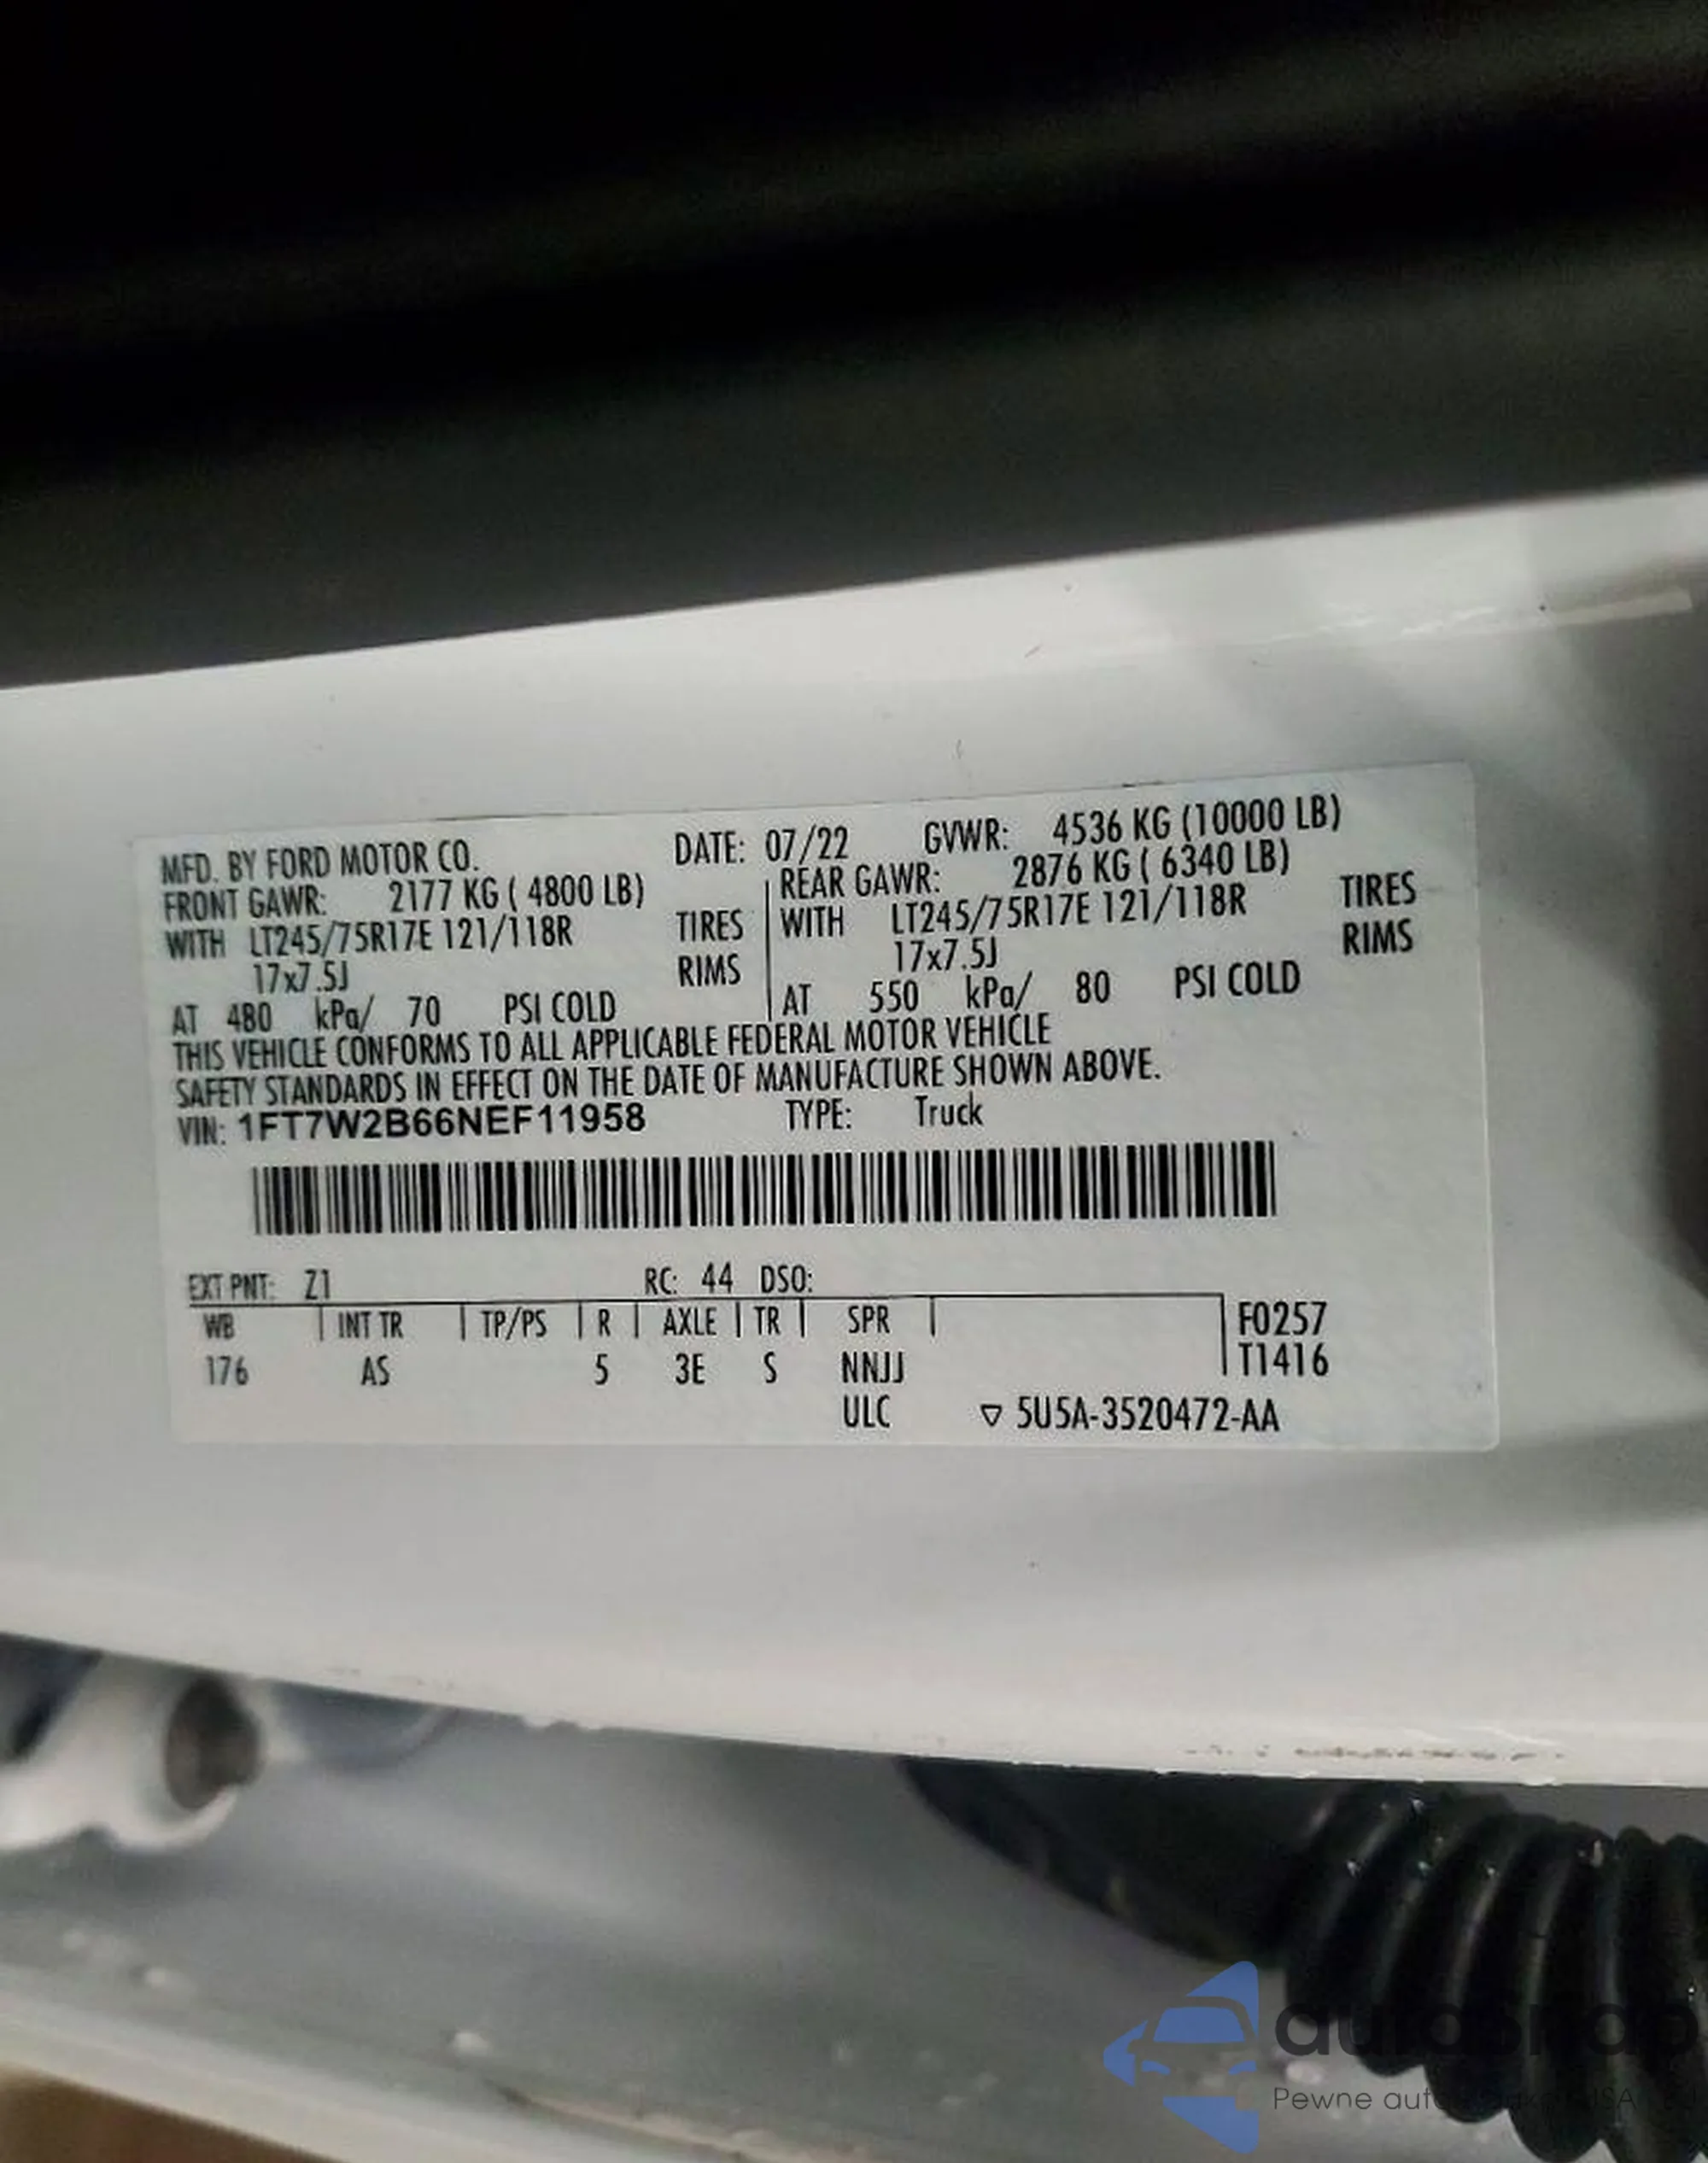 MFD. BY FORD MOTOR CO. DATE: 07/22 GVWR: 4536 KG (10000 LB)
FRONT GAWR: 2177 KG ( 4800 LB) REAR GAWR: 2876 KG ( 6340 LB)
WITH LT245/75R17E 121/118R TIRES WITH LT245/75R17E 121/118R TIRES
17x7.5J RIMS 17x7.5J RIMS
AT 480 kPa/ 70 PSI COLD AT 550 kPa/ 80 PSI COLD
THIS VEHICLE CONFORMS TO ALL APPLICABLE FEDERAL MOTOR VEHICLE
SAFETY STANDARDS IN EFFECT ON THE DATE OF MANUFACTURE SHOWN ABOVE.
VIN: 1FT7W2B66NEF11958 TYPE: Truck
EXT PNT: Z1 RC: 44 DSO:
WB INT TR TP/PS R AXLE TR SPR F0257
176 AS 5 3E S NNJJ T1416
ULC ▽ 5U5A-3520472-AA
Pewne